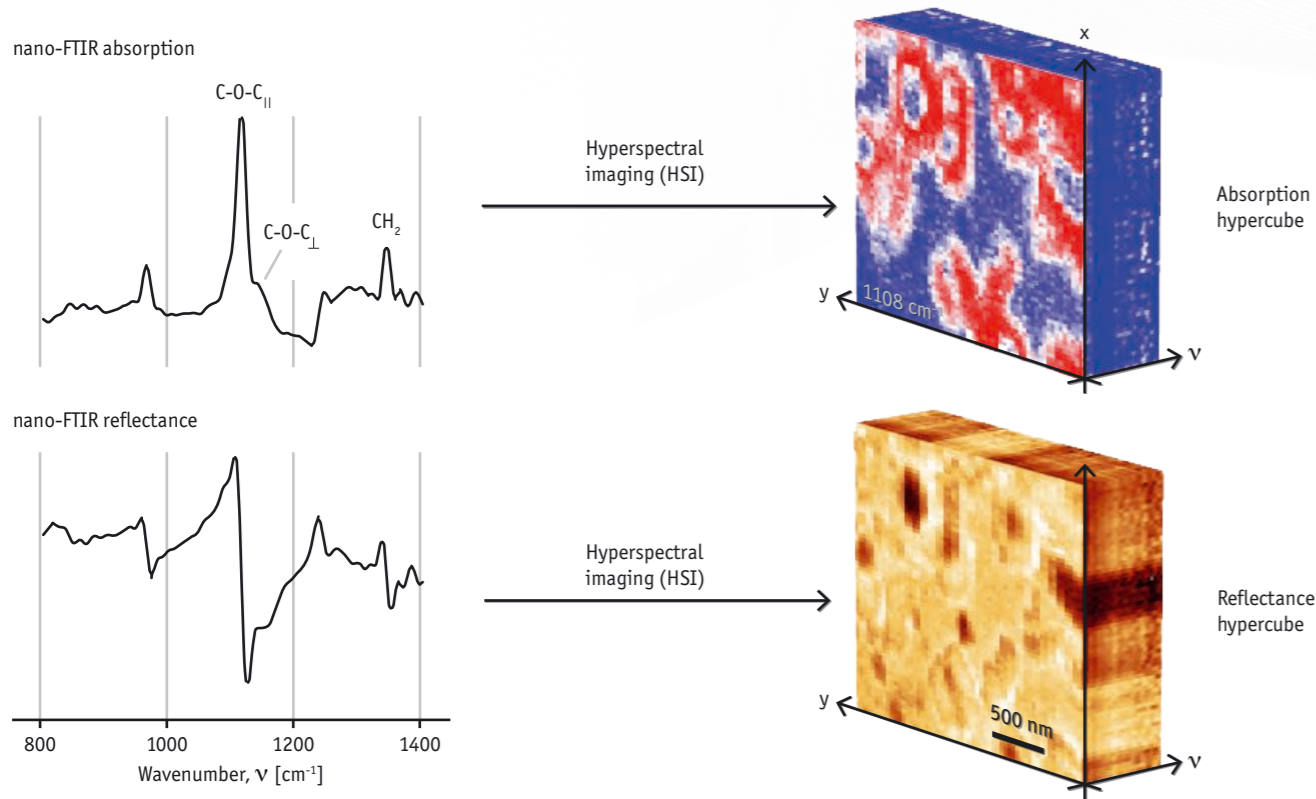 nano-FTIR absorption
C-O-C||
C-O-C⊥
CH₂
Hyperspectral
imaging (HSI)
x
y
1108 cm⁻¹
ν
Absorption
hypercube
nano-FTIR reflectance
Hyperspectral
imaging (HSI)
y
500 nm
ν
Reflectance
hypercube
800 1000 1200 1400
Wavenumber, ν [cm⁻¹]